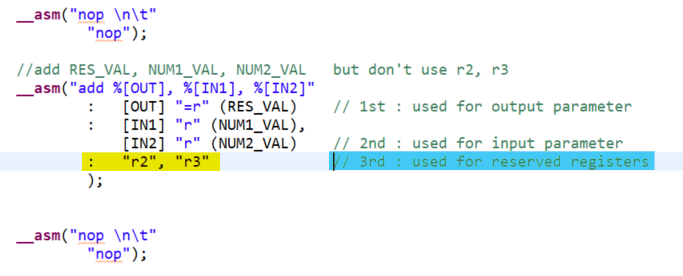 __asm("nop \n\t"
"nop");
//add RES_VAL, NUM1_VAL, NUM2_VAL but don't use r2, r3
__asm("add %[OUT], %[IN1], %[IN2]"
: [OUT] "=r" (RES_VAL) // 1st : used for output parameter
: [IN1] "r" (NUM1_VAL),
[IN2] "r" (NUM2_VAL) // 2nd : used for input parameter
: "r2", "r3" // 3rd : used for reserved registers
);
__asm("nop \n\t"
"nop");